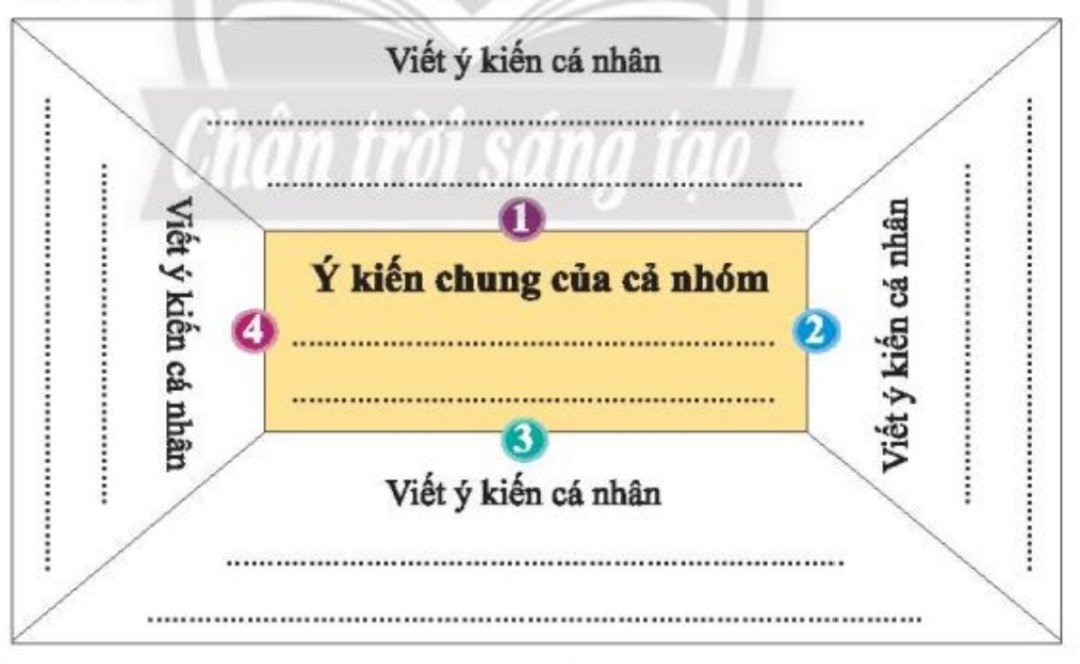 Viết ý kiến cá nhân
Chân trời sáng tạo
1
Ý kiến chung của cả nhóm
4
Viết ý kiến cá nhân
2
Viết ý kiến cá nhân
3
Viết ý kiến cá nhân